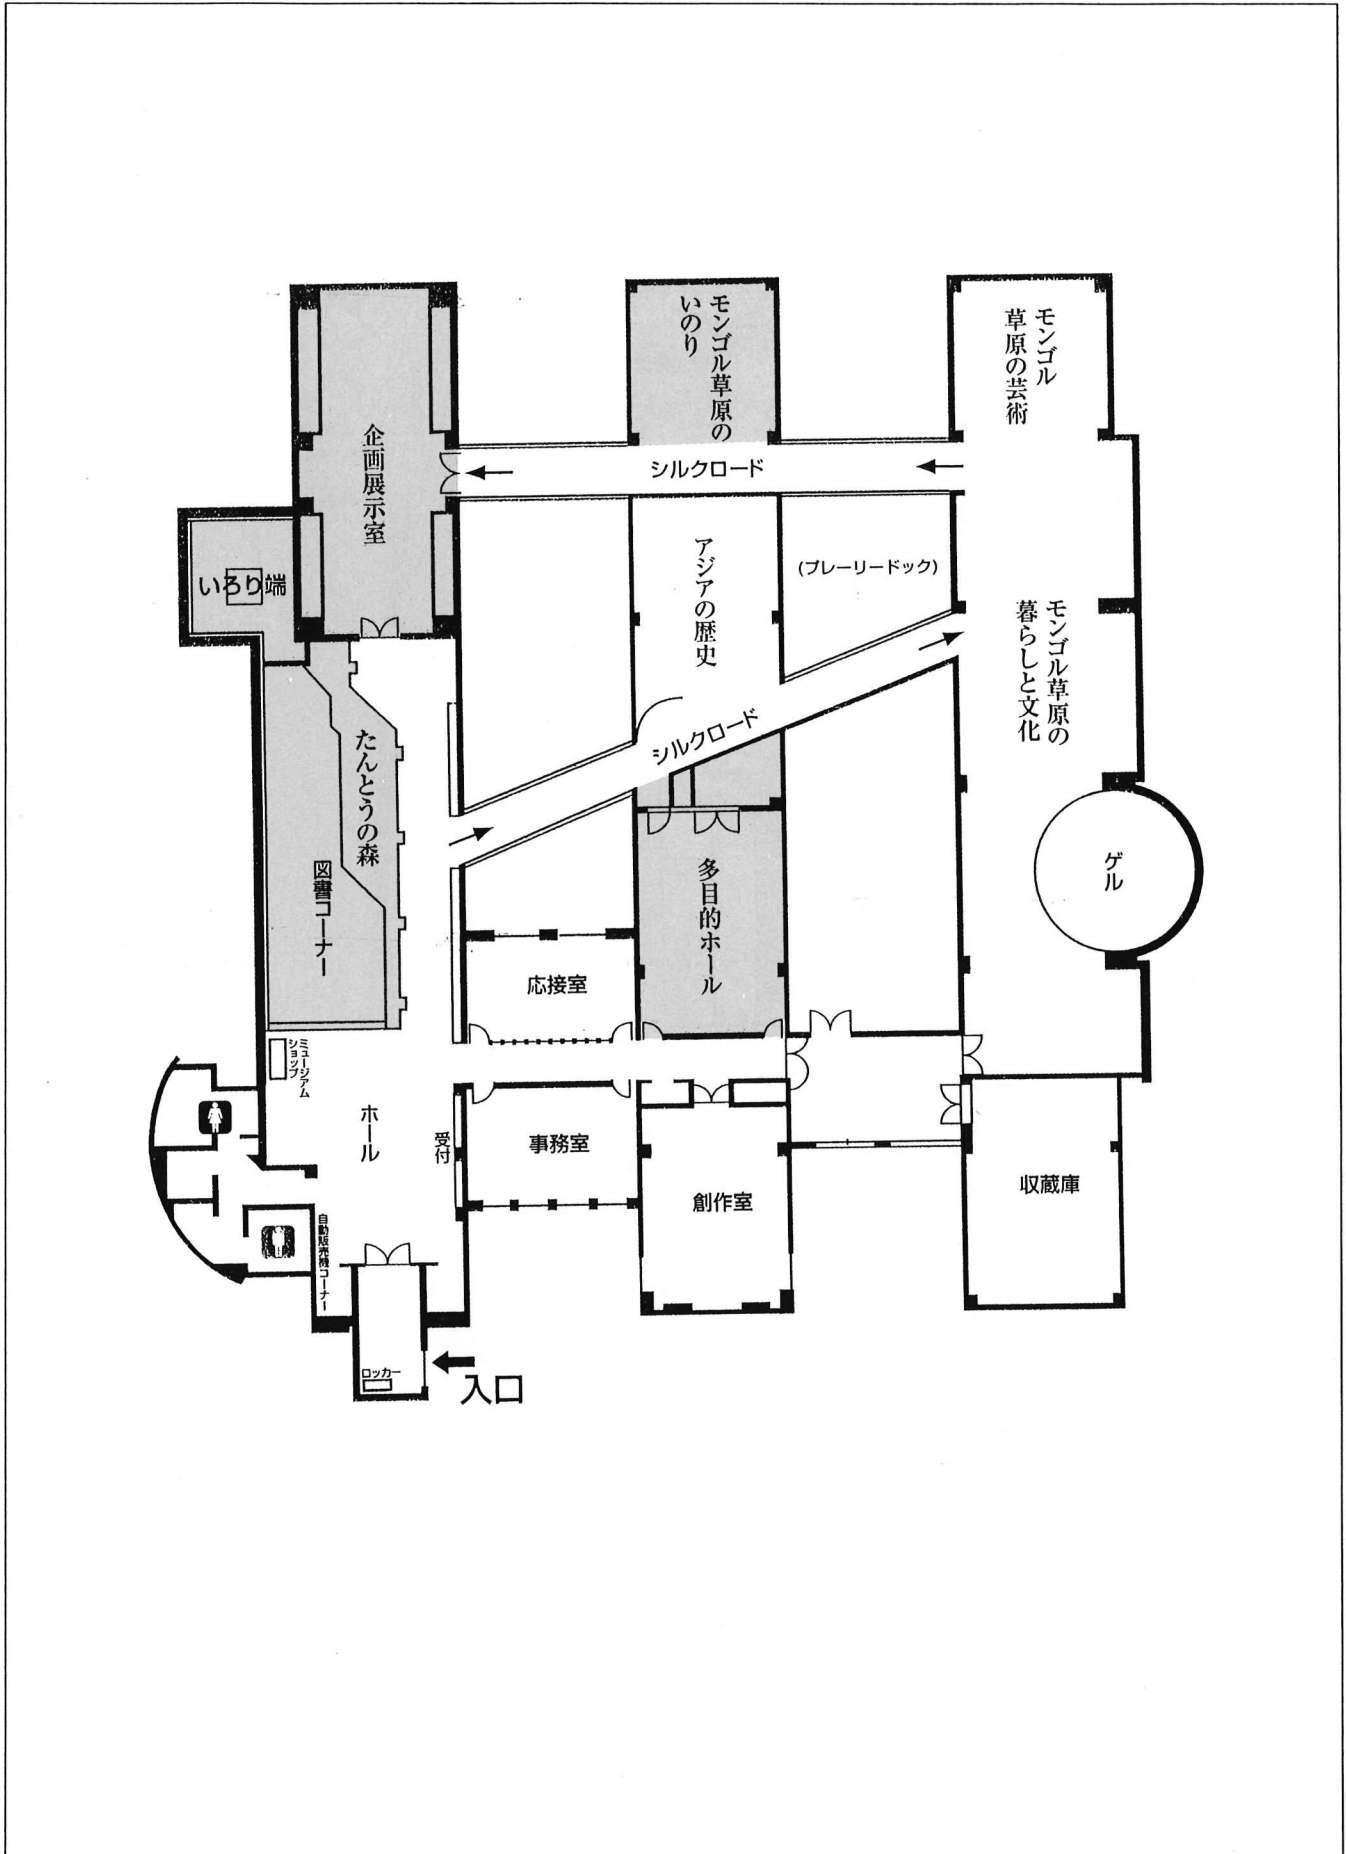 モンゴル草原の
いのり
モンゴル
草原の芸術
企画展示室
シルクロード
いろり端
アジアの歴史
(プレーリードック)
モンゴル草原の
暮らしと文化
シルクロード
たんとうの森
図書コーナー
多目的ホール
ゲル
応接室
ミュージアム
ショップ
ホール
受付
事務室
創作室
収蔵庫
自動販売機コーナー
ロッカー
入口